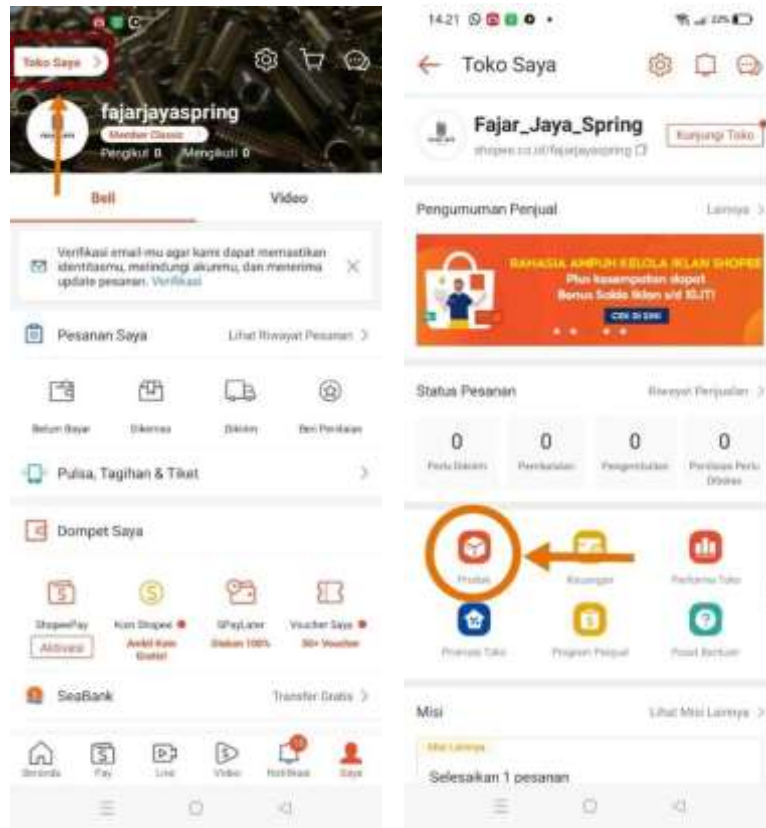 Toko Saya >
fajarjayaspring
Member Classic
Pengikut 0 Mengikuti 0
Beli
Video
Verifikasi email-mu agar kami dapat memastikan
identitasmu, melindungi akunmu, dan menerima
update pesanan. Verifikasi
Pesanan Saya
Lihat Riwayat Pesanan >
Belum Bayar
Dikemas
Dikirim
Beri Penilaian
Pulsa, Tagihan & Tiket
Dompet Saya
ShopeePay
Koin Shopee
SPayLater
Voucher Saya
Aktivasi
Ambil Koin
Gratis!
Diskon 100%
50+ Voucher
SeaBank
Transfer Gratis >
Beranda
Pay
Live
Video
Notifikasi
Saya
14.21
22%
Toko Saya
Fajar_Jaya_Spring
shopee.co.id/fajarjayaspring
Kunjungi Toko
Pengumuman Penjual
Lainnya >
RAHASIA AMPUH KELOLA IKLAN SHOPEE
Plus kesempatan dapat
Bonus Saldo Iklan s/d 10JT!
CEK DI SINI
Status Pesanan
Riwayat Penjualan >
0
0
0
0
Perlu Dikirim
Pembatalan
Pengembalian
Penilaian Perlu
Dibalas
Produk
Keuangan
Performa Toko
Promosi Toko
Program Penjual
Pusat Bantuan
Misi
Lihat Misi Lainnya >
Misi Lainnya
Selesaikan 1 pesanan